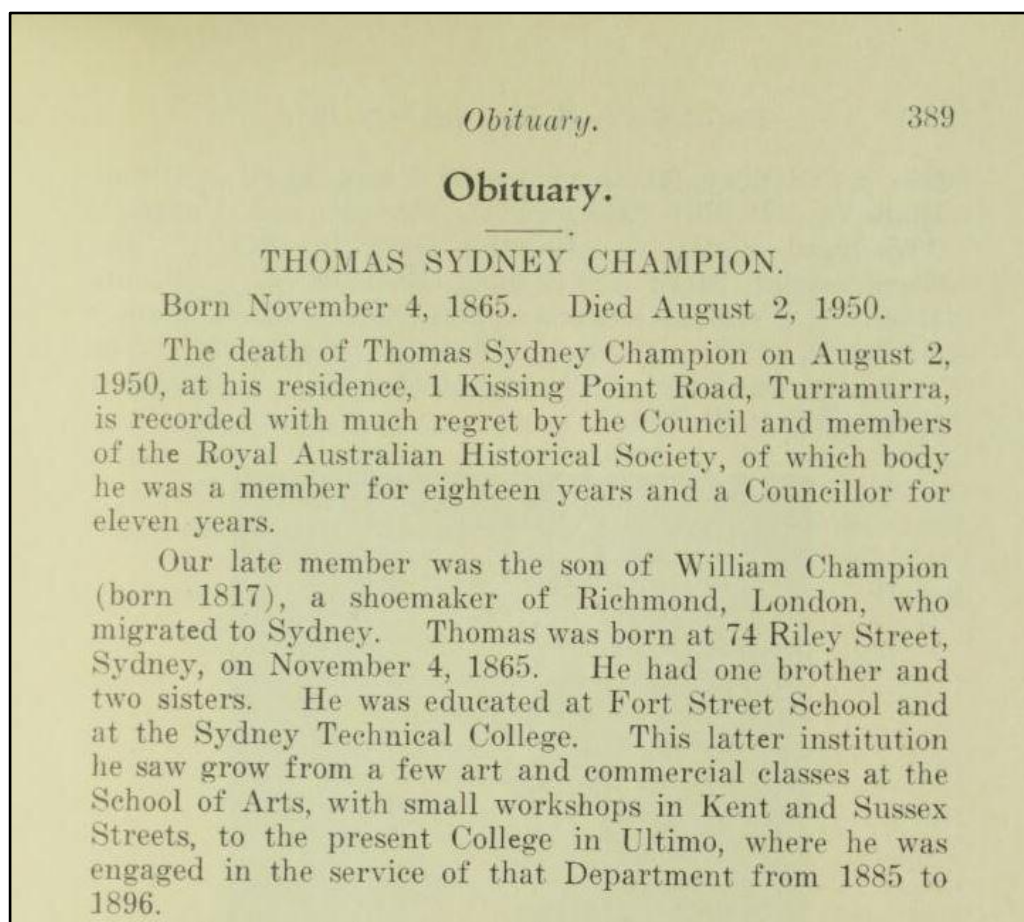 Obituary. 389
Obituary.
THOMAS SYDNEY CHAMPION.
Born November 4, 1865. Died August 2, 1950.
The death of Thomas Sydney Champion on August 2,
1950, at his residence, 1 Kissing Point Road, Turramurra,
is recorded with much regret by the Council and members
of the Royal Australian Historical Society, of which body
he was a member for eighteen years and a Councillor for
eleven years.
Our late member was the son of William Champion
(born 1817), a shoemaker of Richmond, London, who
migrated to Sydney. Thomas was born at 74 Riley Street,
Sydney, on November 4, 1865. He had one brother and
two sisters. He was educated at Fort Street School and
at the Sydney Technical College. This latter institution
he saw grow from a few art and commercial classes at the
School of Arts, with small workshops in Kent and Sussex
Streets, to the present College in Ultimo, where he was
engaged in the service of that Department from 1885 to
1896.